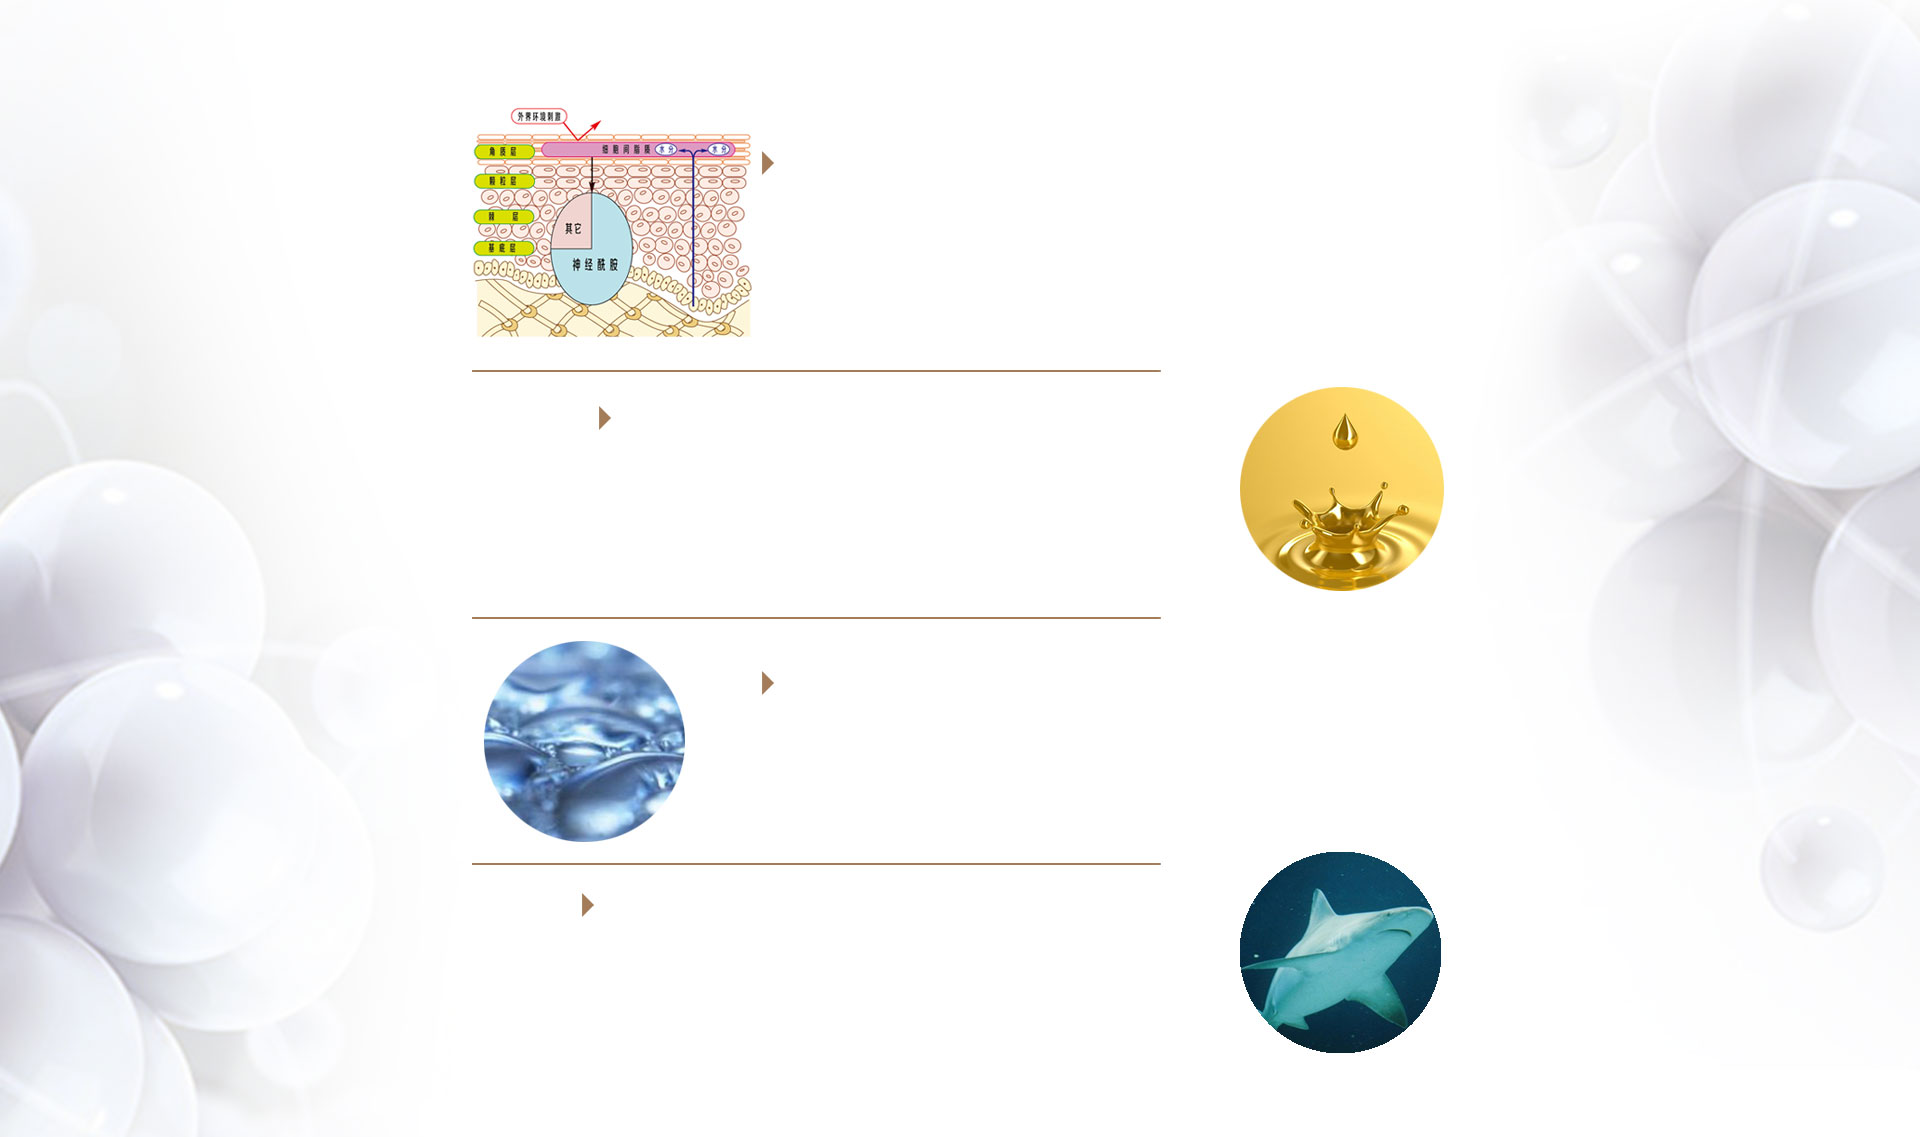 外界环境刺激
角质层
细胞间脂质 水分 水分
颗粒层
棘层
其它
基底层
神经酰胺